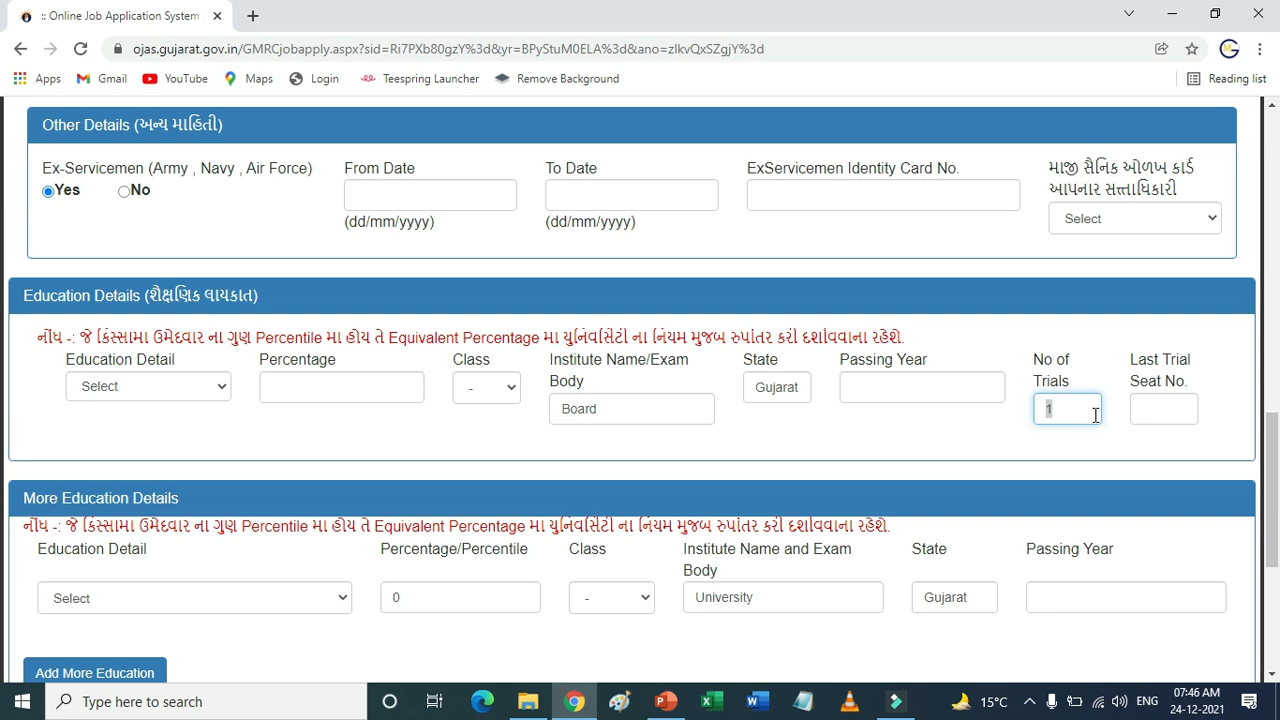 :: Online Job Application System
ojas.gujarat.gov.in/GMRCjobapply.aspx?sid=Ri7PXb80gzY%3d&yr=BPyStuM0ELA%3d&ano=zlkvQxSZgjY%3d
Apps Gmail YouTube Maps Login Teespring Launcher Remove Background Reading list
Other Details (અન્ય માહિતી)
Ex-Servicemen (Army , Navy , Air Force) From Date To Date ExServicemen Identity Card No. માજી સૈનિક ઓળખ કાર્ડ
Yes No આપનાર સત્તાધિકારી
(dd/mm/yyyy) (dd/mm/yyyy) Select
Education Details (શૈક્ષણિક લાયકાત)
નોંધ -: જે કિસ્સામા ઉમેદવાર ના ગુણ Percentile મા હોય તે Equivalent Percentage મા યુનિવર્સિટી ના નિયમ મુજબ રુપાંતર કરી દર્શાવવાના રહેશે.
Education Detail Percentage Class Institute Name/Exam State Passing Year No of Last Trial
Body Trials Seat No.
Select - Gujarat
Board 1
More Education Details
નોંધ -: જે કિસ્સામા ઉમેદવાર ના ગુણ Percentile મા હોય તે Equivalent Percentage મા યુનિવર્સિટી ના નિયમ મુજબ રુપાંતર કરી દર્શાવવાના રહેશે.
Education Detail Percentage/Percentile Class Institute Name and Exam State Passing Year
Body
Select 0 - University Gujarat
Add More Education
Type here to search 15°C ENG 07:46 AM
24-12-2021